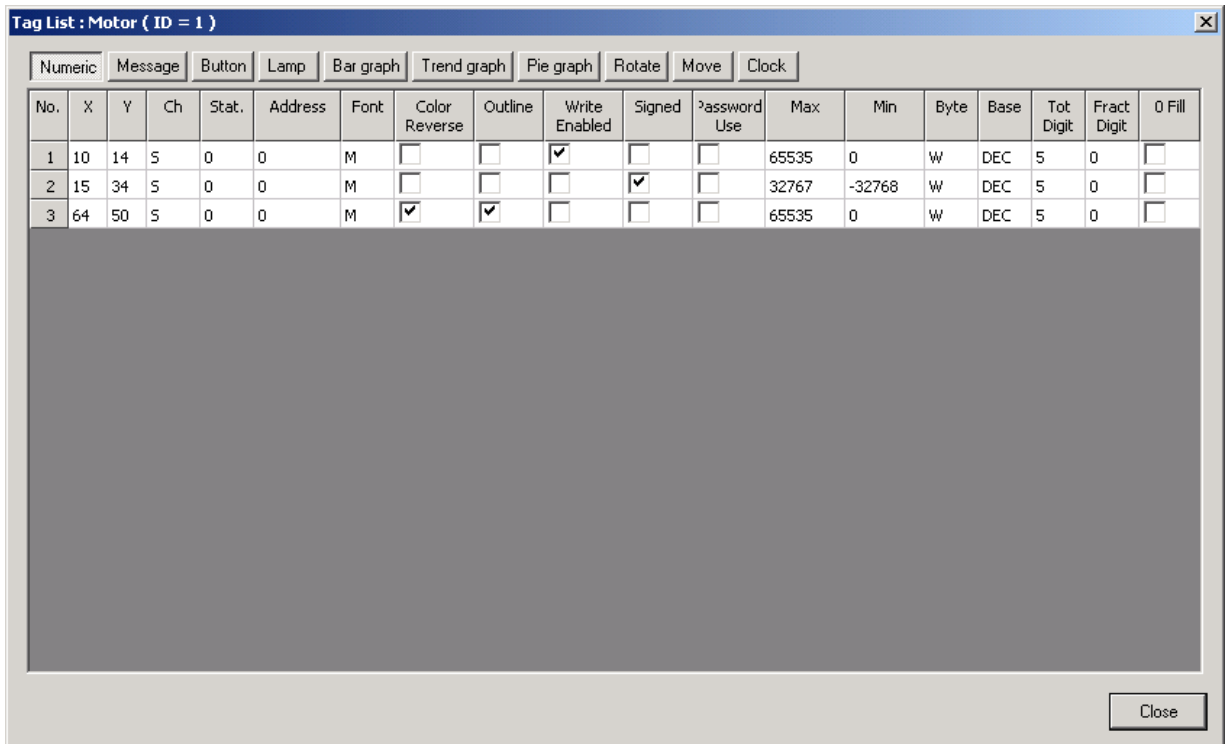 Tag List : Motor ( ID = 1 )
Numeric Message Button Lamp Bar graph Trend graph Pie graph Rotate Move Clock
No. X Y Ch Stat. Address Font Color Reverse Outline Write Enabled Signed Password Use Max Min Byte Base Tot Digit Fract Digit 0 Fill
1 10 14 S 0 0 M 65535 0 W DEC 5 0
2 15 34 S 0 0 M 32767 -32768 W DEC 5 0
3 64 50 S 0 0 M 65535 0 W DEC 5 0
Close